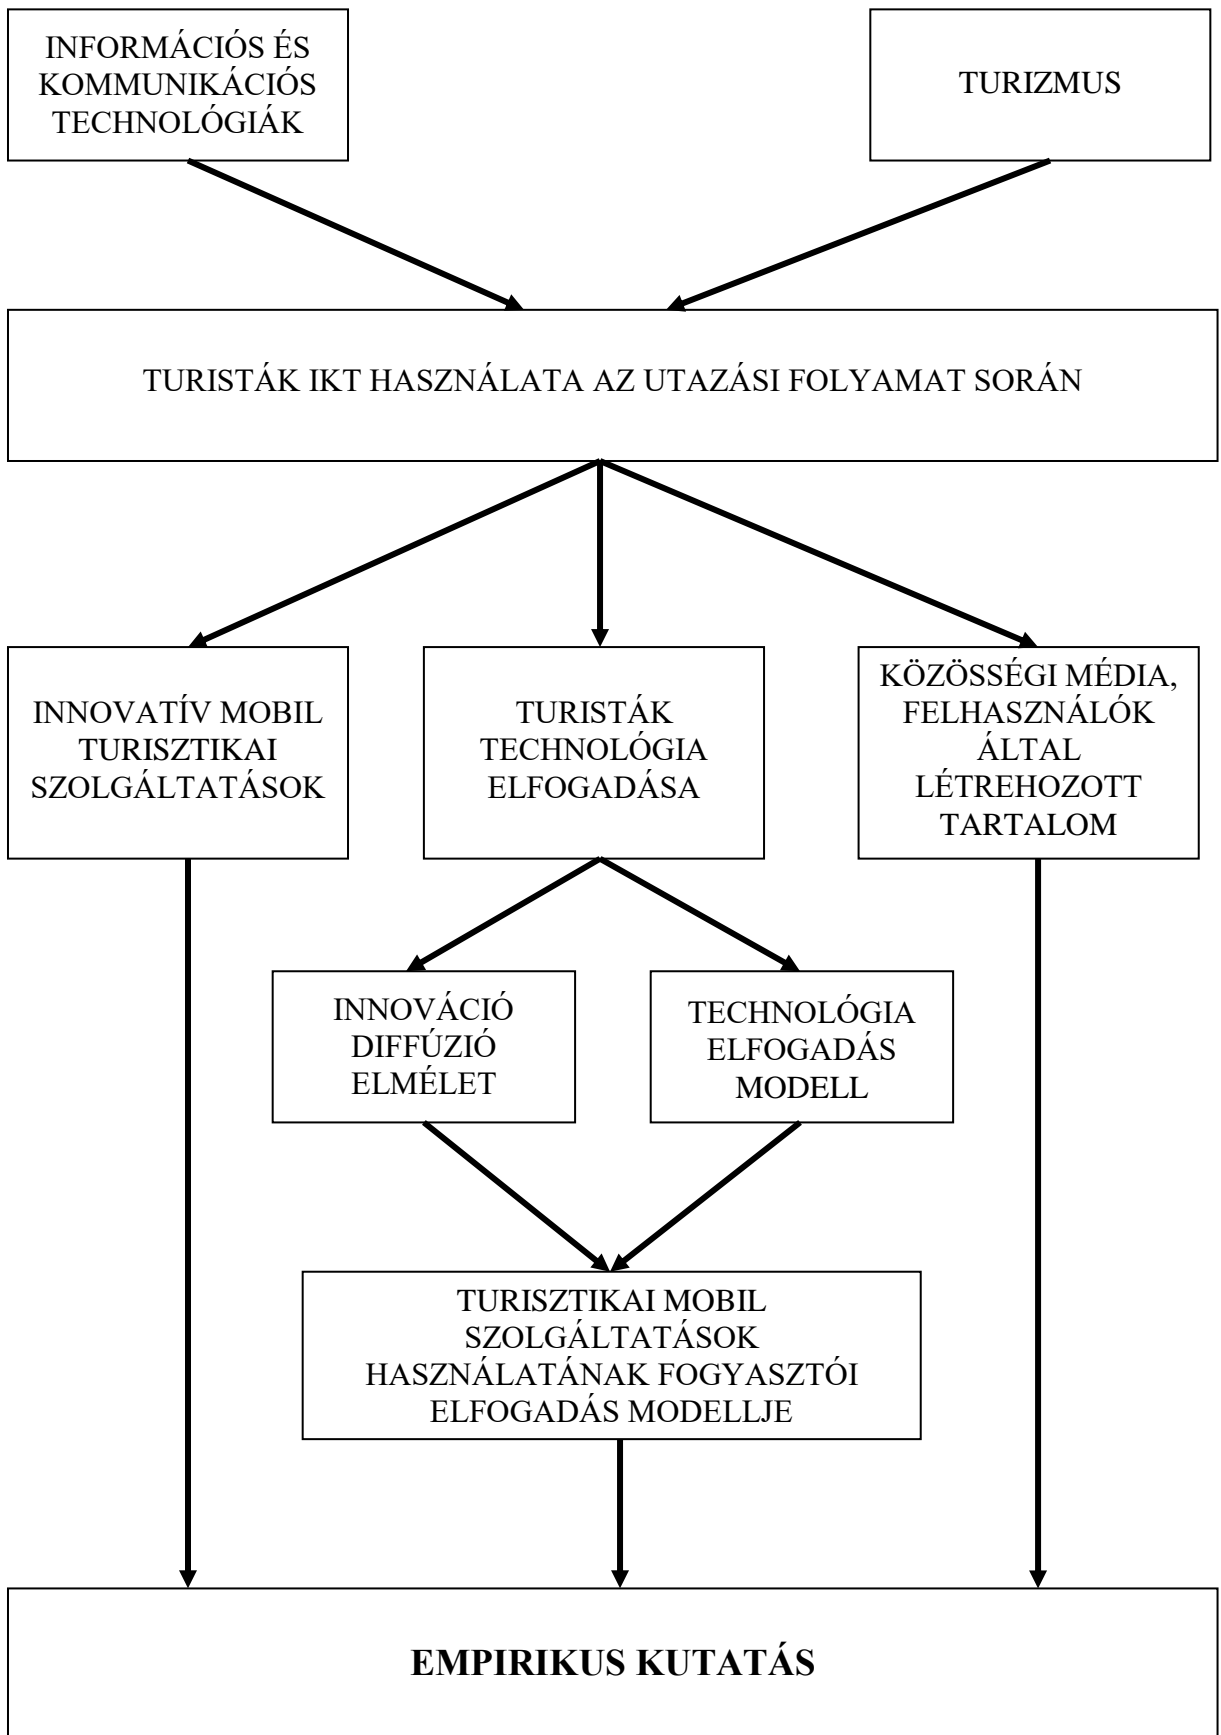 INFORMÁCIÓS ÉS
KOMMUNIKÁCIÓS
TECHNOLÓGIÁK
TURIZMUS
TURISTÁK IKT HASZNÁLATA AZ UTAZÁSI FOLYAMAT SORÁN
INNOVATÍV MOBIL
TURISZTIKAI
SZOLGÁLTATÁSOK
TURISTÁK
TECHNOLÓGIA
ELFOGADÁSA
KÖZÖSSÉGI MÉDIA,
FELHASZNÁLÓK
ÁLTAL
LÉTREHOZOTT
TARTALOM
INNOVÁCIÓ
DIFFÚZIÓ
ELMÉLET
TECHNOLÓGIA
ELFOGADÁS
MODELL
TURISZTIKAI MOBIL
SZOLGÁLTATÁSOK
HASZNÁLATÁNAK FOGYASZTÓI
ELFOGADÁS MODELLJE
EMPIRIKUS KUTATÁS